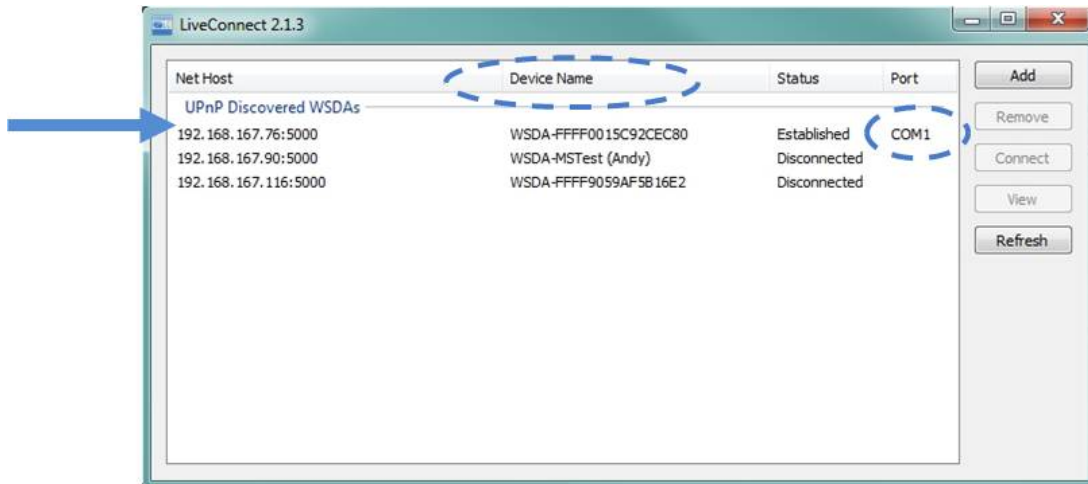 LiveConnect 2.1.3
Net Host Device Name Status Port
UPnP Discovered WSDAs
192.168.167.76:5000 WSDA-FFFF0015C92CEC80 Established COM1
192.168.167.90:5000 WSDA-MSTest (Andy) Disconnected
192.168.167.116:5000 WSDA-FFFF9059AF5B16E2 Disconnected
Add
Remove
Connect
View
Refresh